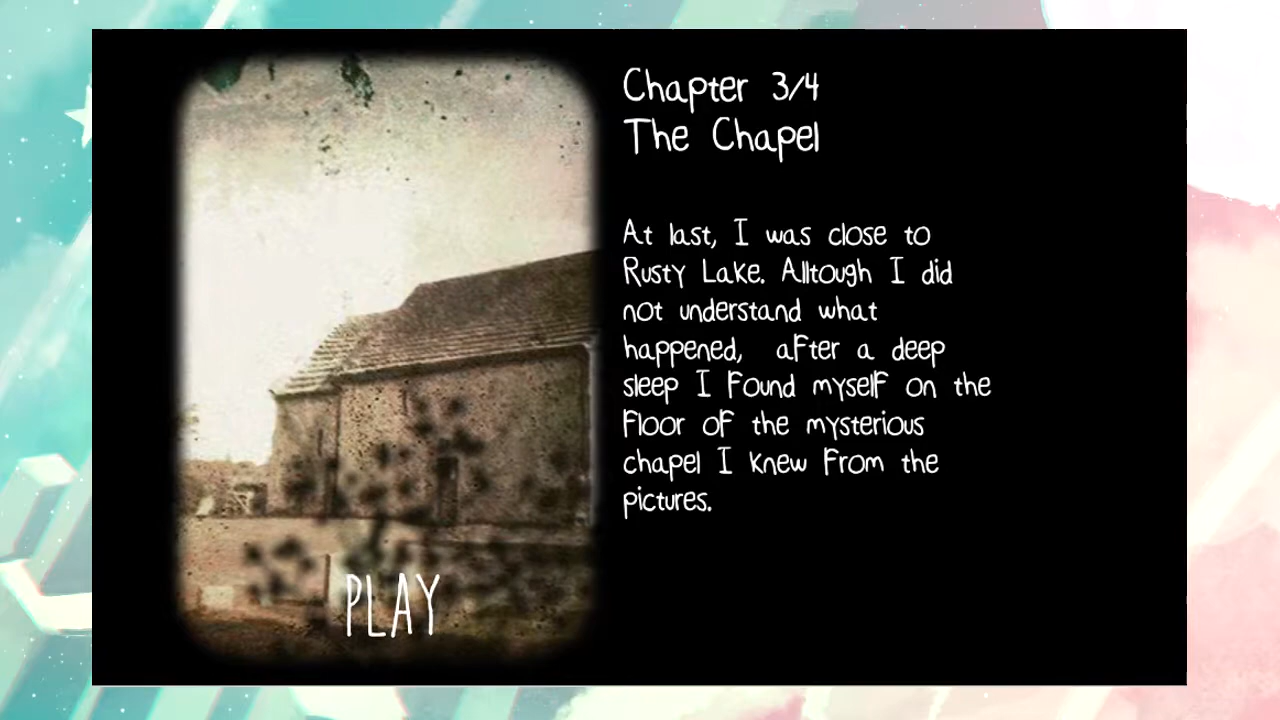 Chapter 3/4
The Chapel
At last, I was close to
Rusty Lake. Alltough I did
not understand what
happened, after a deep
sleep I found myself on the
floor of the mysterious
chapel I knew from the
pictures.
PLAY